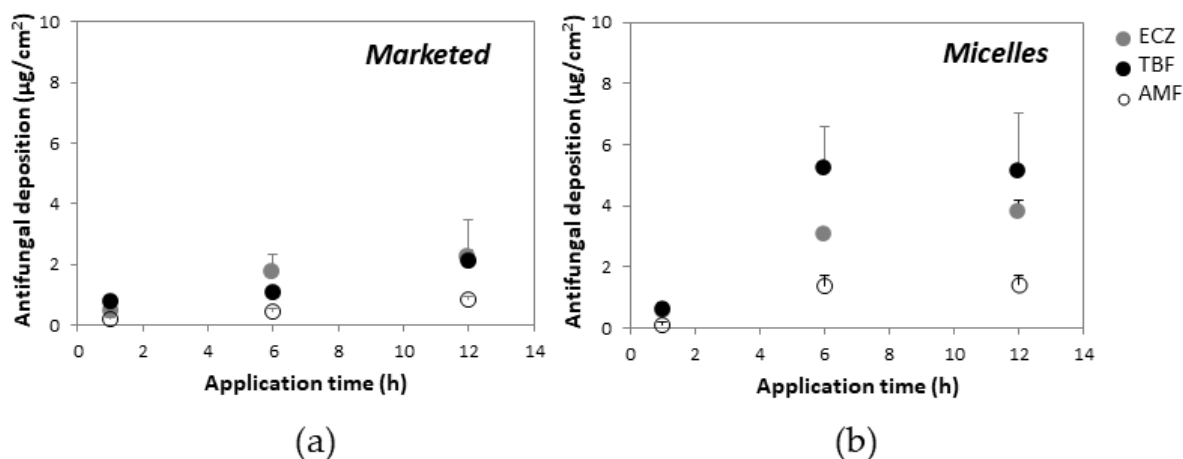 Marketed
Antifungal deposition (µg/cm²)
10
8
6
4
2
0
0 2 4 6 8 10 12 14
Application time (h)
(a)
Micelles
Antifungal deposition (µg/cm²)
10
8
6
4
2
0
0 2 4 6 8 10 12 14
Application time (h)
(b)
ECZ
TBF
AMF